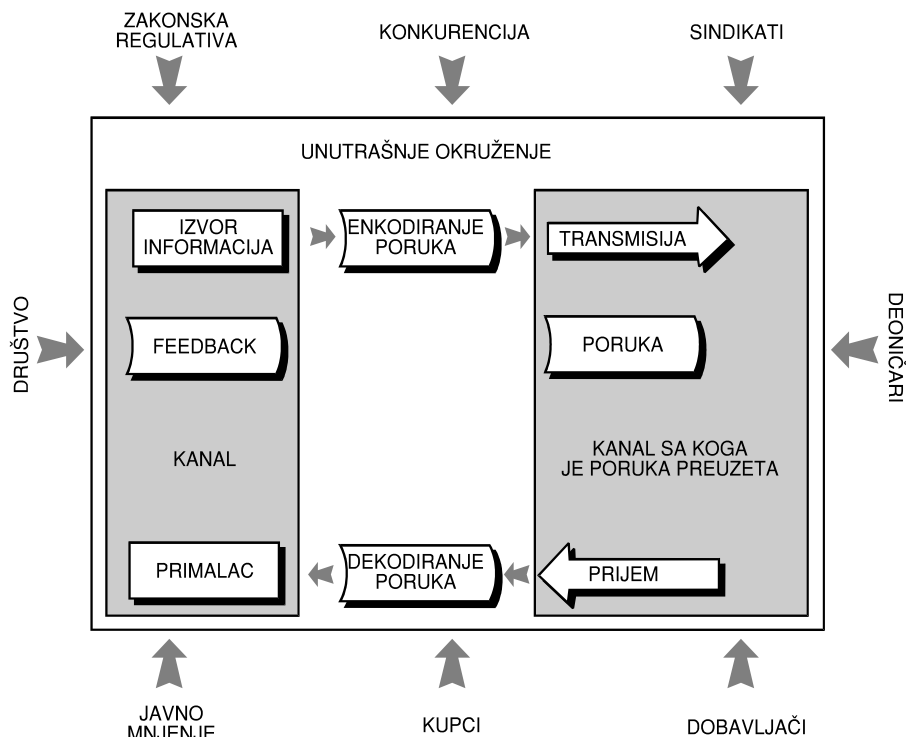 ZAKONSKA
REGULATIVA
KONKURENCIJA
SINDIKATI
UNUTRAŠNJE OKRUŽENJE
IZVOR
INFORMACIJA
ENKODIRANJE
PORUKA
TRANSMISIJA
DRUŠTVO
FEEDBACK
PORUKA
DEONIČARI
KANAL
KANAL SA KOGA
JE PORUKA PREUZETA
PRIMALAC
DEKODIRANJE
PORUKA
PRIJEM
JAVNO
MNJENJE
KUPCI
DOBAVLJAČI